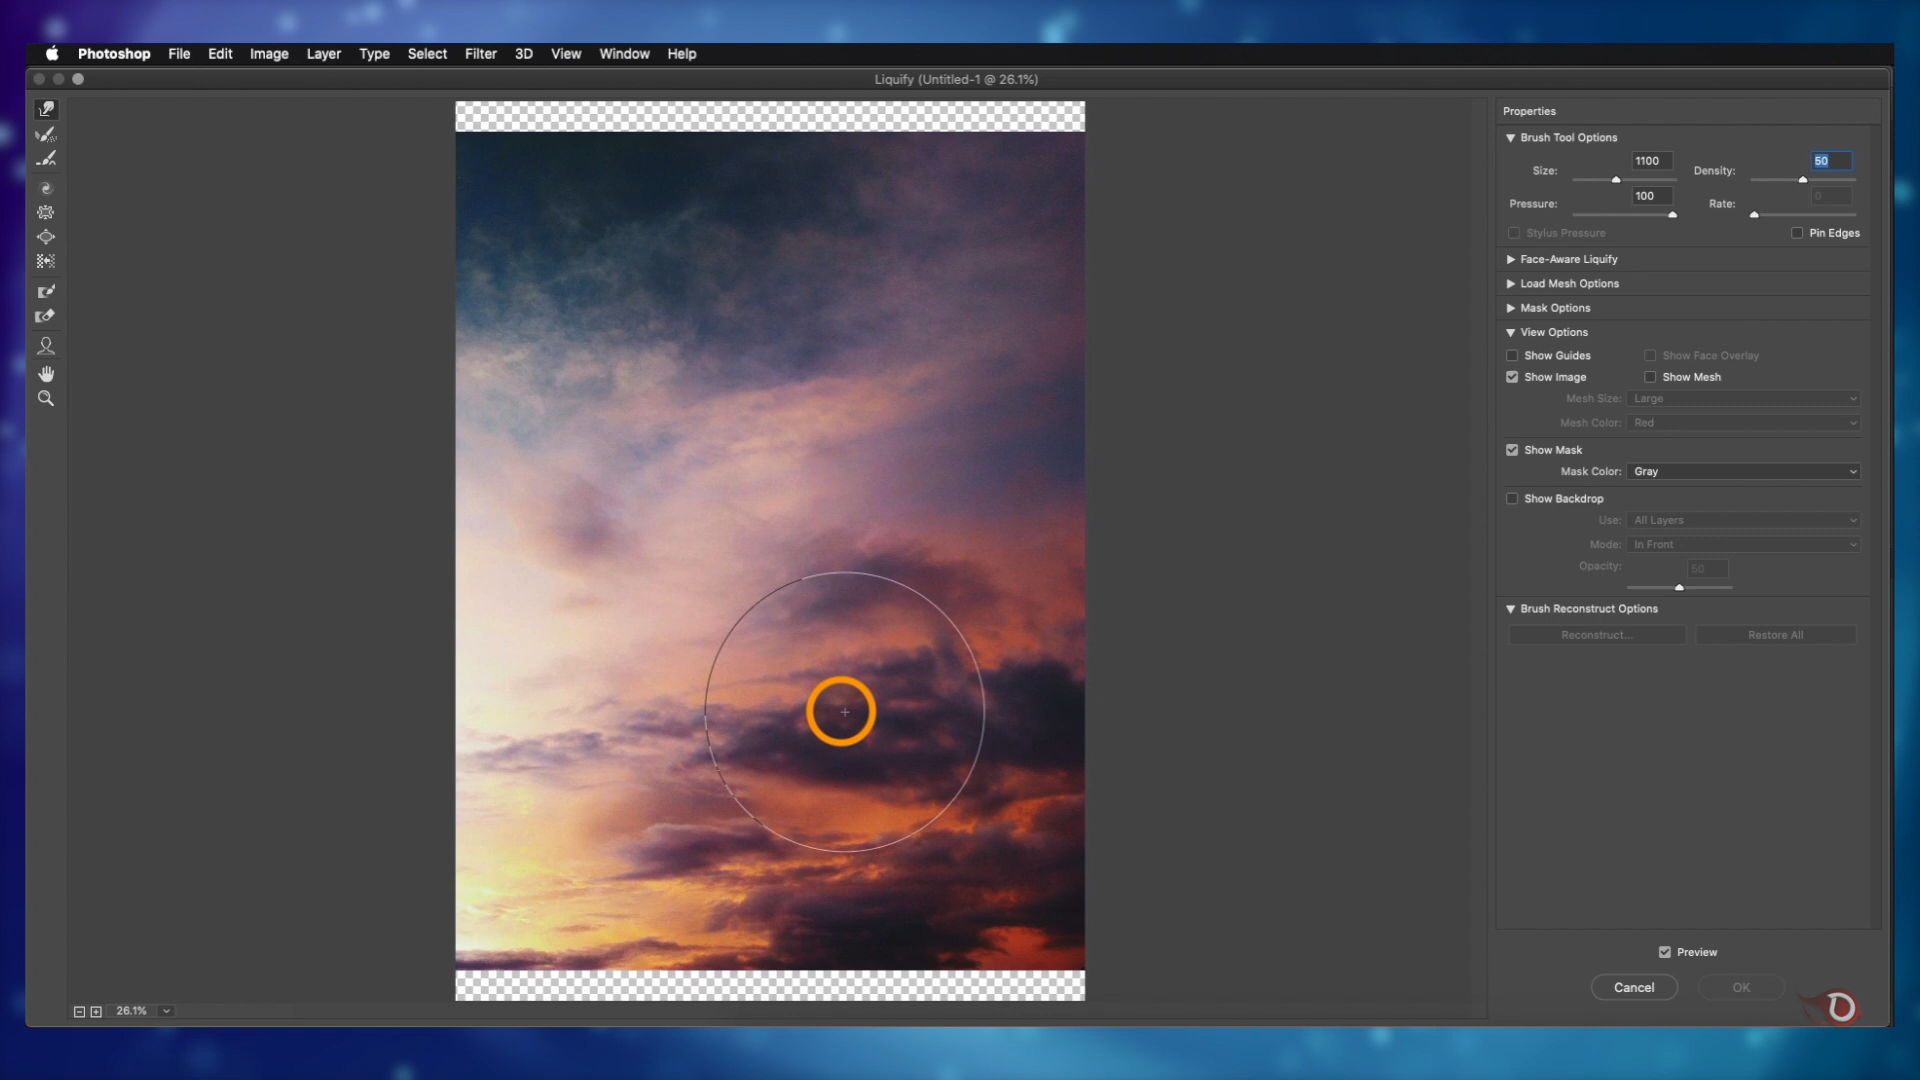 Photoshop File Edit Image Layer Type Select Filter 3D View Window Help
Liquify (Untitled-1 @ 26.1%)
Properties
Brush Tool Options
Size: 1100 Density: 50
Pressure: 100 Rate: 0
Stylus Pressure Pin Edges
Face-Aware Liquify
Load Mesh Options
Mask Options
View Options
Show Guides Show Face Overlay
Show Image Show Mesh
Mesh Size: Large
Mesh Color: Red
Show Mask
Mask Color: Gray
Show Backdrop
Use: All Layers
Mode: In Front
Opacity: 50
Brush Reconstruct Options
Reconstruct... Restore All
Preview
Cancel OK
26.1%